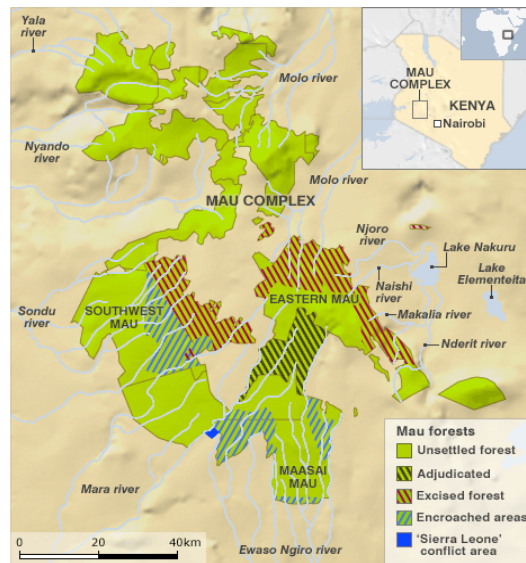 Yala
river
Molo river
MAU
COMPLEX
KENYA
Nairobi
Nyando
river
Molo river
MAU COMPLEX
Njoro
river
Lake Nakuru
Lake
Elementeita
Naishi
river
EASTERN MAU
Makalia river
Sondu
river
SOUTHWEST
MAU
Nderit river
MAASAI
MAU
Mara river
Ewaso Ngiro river
0 20 40km
Mau forests
Unsettled forest
Adjudicated
Excised forest
Encroached areas
'Sierra Leone'
conflict area